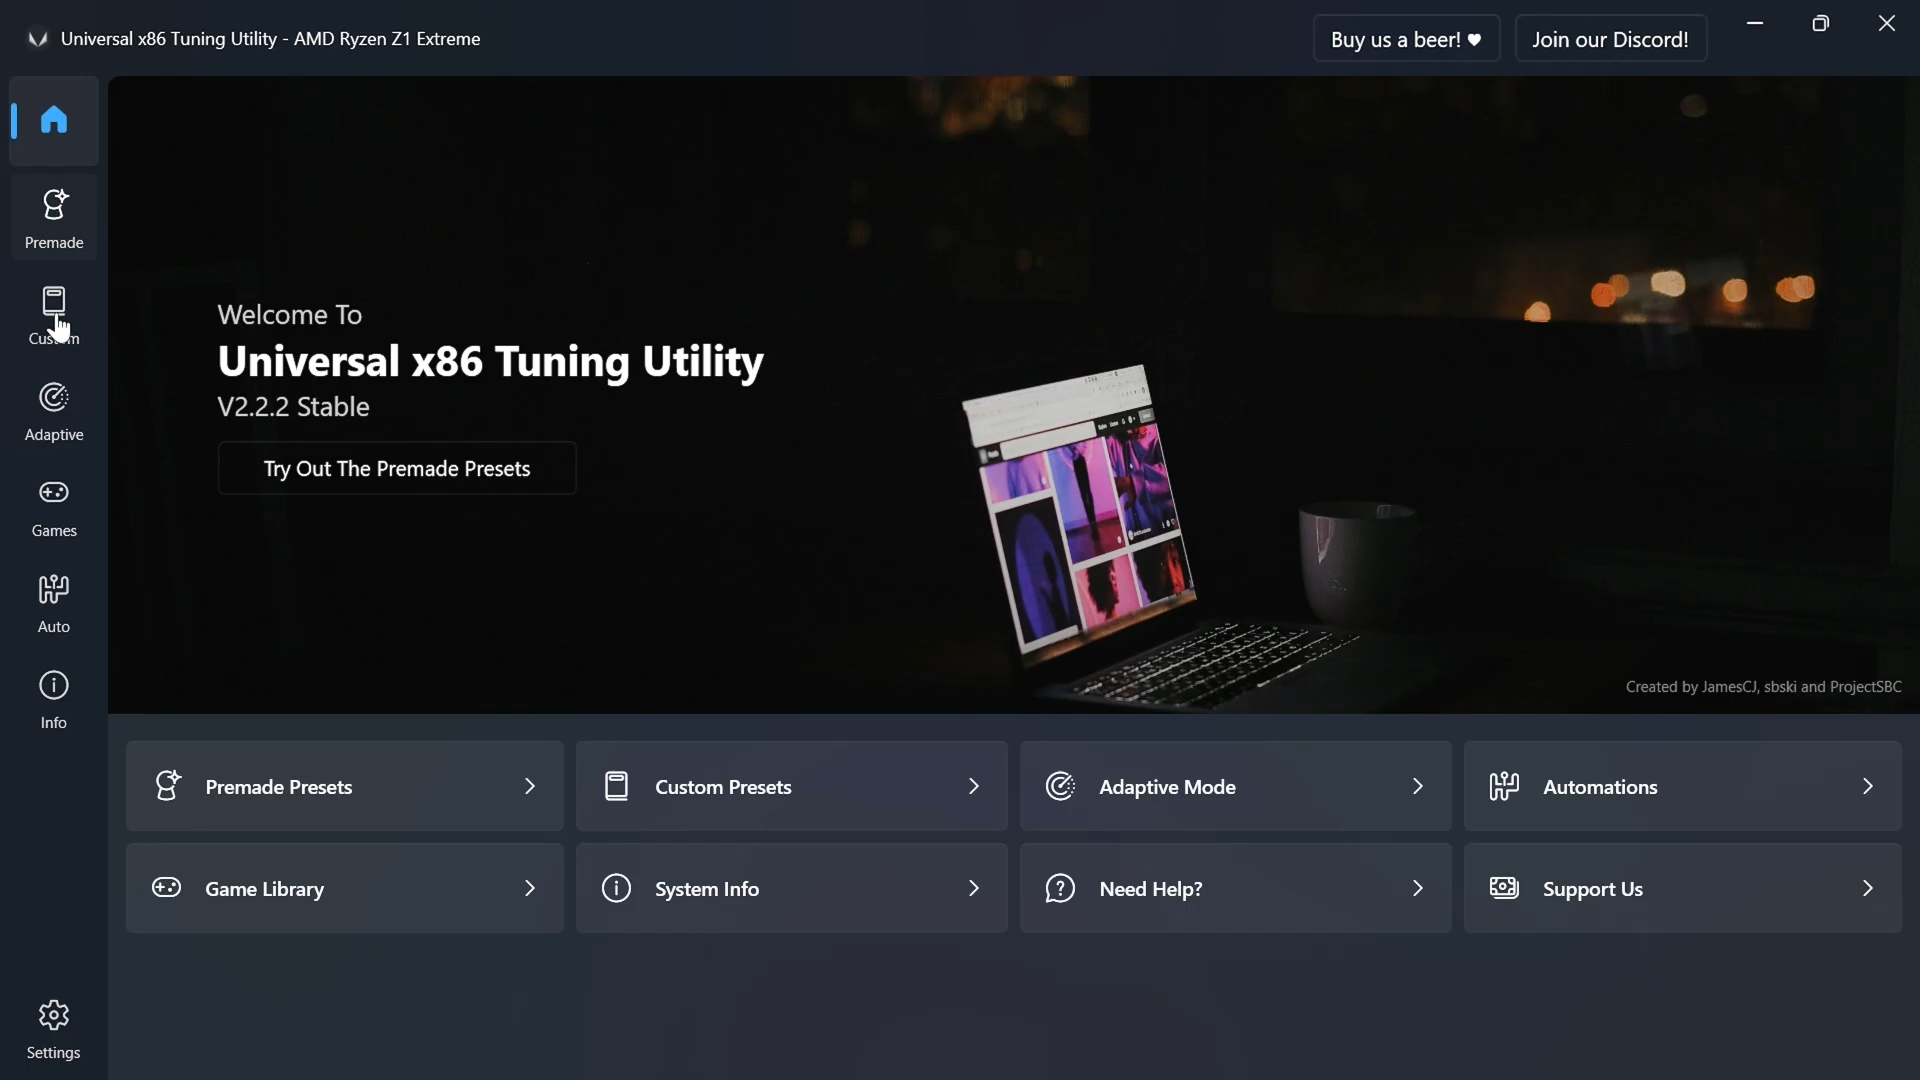 Universal x86 Tuning Utility - AMD Ryzen Z1 Extreme
Buy us a beer! ♥
Join our Discord!
Premade
Custom
Adaptive
Games
Auto
Info
Settings
Welcome To
Universal x86 Tuning Utility
V2.2.2 Stable
Try Out The Premade Presets
Created by JamesCJ, sbski and ProjectSBC
Premade Presets
Custom Presets
Adaptive Mode
Automations
Game Library
System Info
Need Help?
Support Us